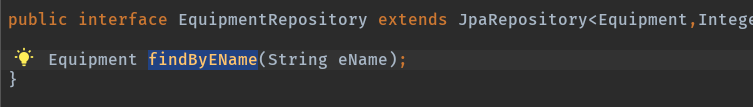 public interface EquipmentRepository extends JpaRepository<Equipment,Intege
Equipment findByEName(String eName);
}